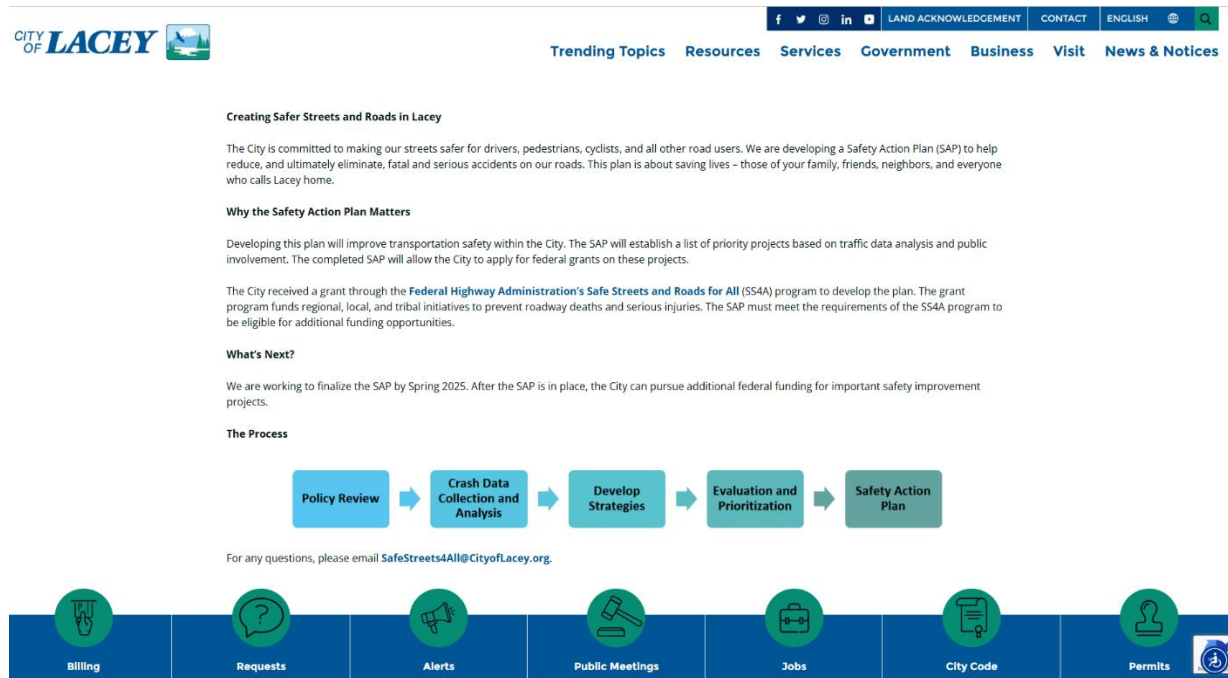 LAND ACKNOWLEDGEMENT CONTACT ENGLISH
CITY OF LACEY
Trending Topics Resources Services Government Business Visit News & Notices
Creating Safer Streets and Roads in Lacey
The City is committed to making our streets safer for drivers, pedestrians, cyclists, and all other road users. We are developing a Safety Action Plan (SAP) to help
reduce, and ultimately eliminate, fatal and serious accidents on our roads. This plan is about saving lives – those of your family, friends, neighbors, and everyone
who calls Lacey home.
Why the Safety Action Plan Matters
Developing this plan will improve transportation safety within the City. The SAP will establish a list of priority projects based on traffic data analysis and public
involvement. The completed SAP will allow the City to apply for federal grants on these projects.
The City received a grant through the Federal Highway Administration's Safe Streets and Roads for All (SS4A) program to develop the plan. The grant
program funds regional, local, and tribal initiatives to prevent roadway deaths and serious injuries. The SAP must meet the requirements of the SS4A program to
be eligible for additional funding opportunities.
What's Next?
We are working to finalize the SAP by Spring 2025. After the SAP is in place, the City can pursue additional federal funding for important safety improvement
projects.
The Process
Policy Review
Crash Data
Collection and
Analysis
Develop
Strategies
Evaluation and
Prioritization
Safety Action
Plan
For any questions, please email SafeStreets4All@CityofLacey.org.
Billing Requests Alerts Public Meetings Jobs City Code Permits